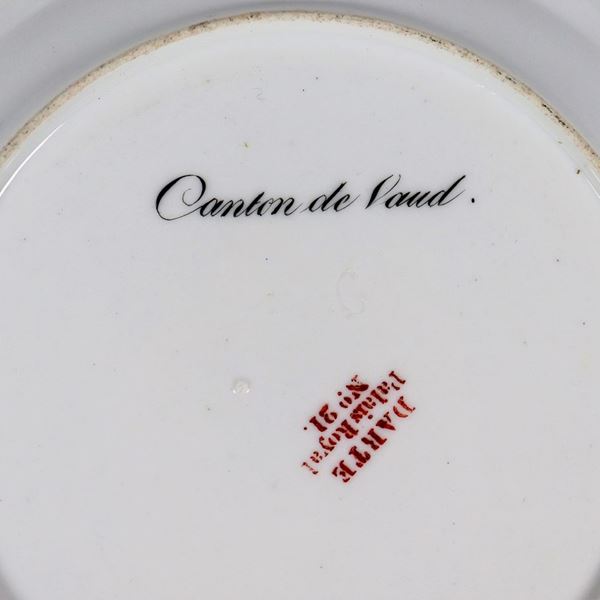 Canton de Vaud.
DARTE
Palais Royal
No. 21.